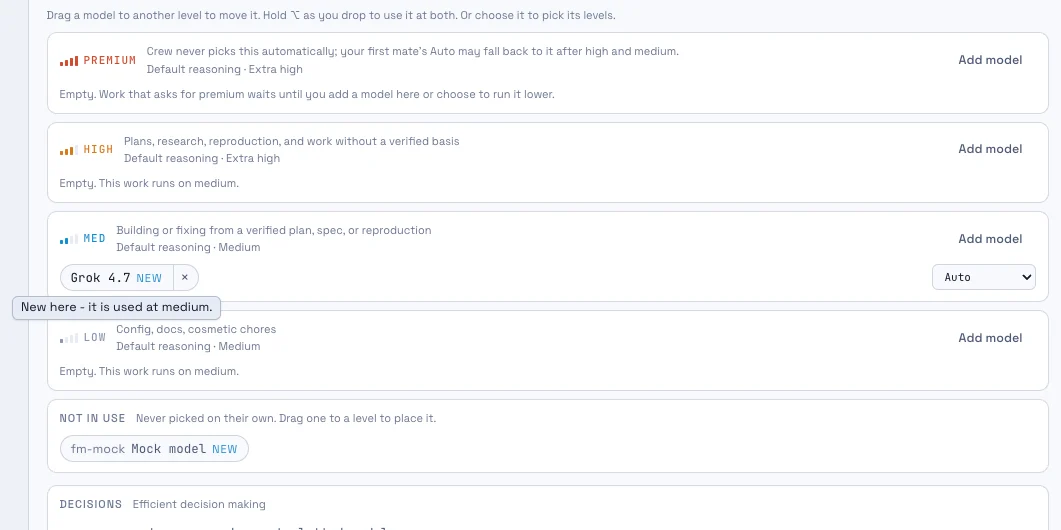 Drag a model to another level to move it. Hold ⌥ as you drop to use it at both. Or choose it to pick its levels.
PREMIUM
Crew never picks this automatically; your first mate's Auto may fall back to it after high and medium.
Default reasoning · Extra high
Add model
Empty. Work that asks for premium waits until you add a model here or choose to run it lower.
HIGH
Plans, research, reproduction, and work without a verified basis
Default reasoning · Extra high
Add model
Empty. This work runs on medium.
MED
Building or fixing from a verified plan, spec, or reproduction
Default reasoning · Medium
Add model
Grok 4.7 NEW ×
Auto
New here - it is used at medium.
LOW
Config, docs, cosmetic chores
Default reasoning · Medium
Add model
Empty. This work runs on medium.
NOT IN USE Never picked on their own. Drag one to a level to place it.
fm-mock Mock model NEW
DECISIONS Efficient decision making